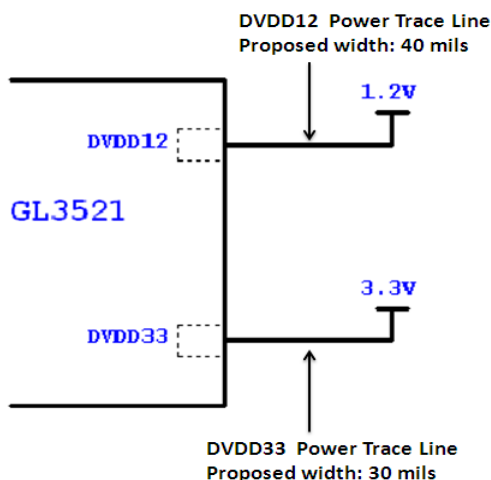 DVDD12 Power Trace Line
Proposed width: 40 mils
1.2V
DVDD12
GL3521
3.3V
DVDD33
DVDD33 Power Trace Line
Proposed width: 30 mils